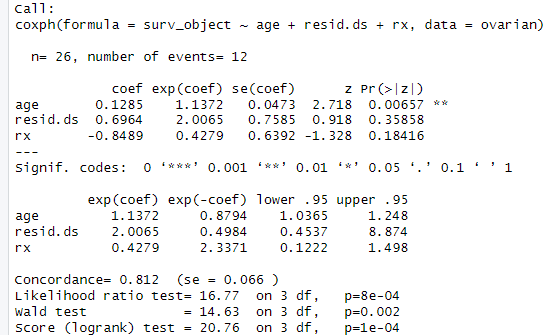 Call:
coxph(formula = surv_object ~ age + resid.ds + rx, data = ovarian)
n= 26, number of events= 12
coef exp(coef) se(coef) z Pr(>|z|)
age 0.1285 1.1372 0.0473 2.718 0.00657 **
resid.ds 0.6964 2.0065 0.7585 0.918 0.35858
rx -0.8489 0.4279 0.6392 -1.328 0.18416
---
Signif. codes: 0 ‘***’ 0.001 ‘**’ 0.01 ‘*’ 0.05 ‘.’ 0.1 ‘ ’ 1
exp(coef) exp(-coef) lower .95 upper .95
age 1.1372 0.8794 1.0365 1.248
resid.ds 2.0065 0.4984 0.4537 8.874
rx 0.4279 2.3371 0.1222 1.498
Concordance= 0.812 (se = 0.066 )
Likelihood ratio test= 16.77 on 3 df, p=8e-04
Wald test = 14.63 on 3 df, p=0.002
Score (logrank) test = 20.76 on 3 df, p=1e-04